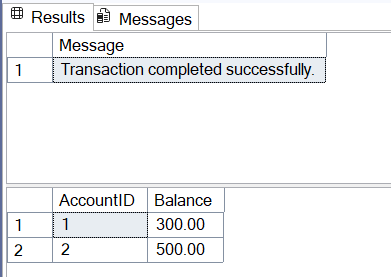 Results Messages
Message
1 Transaction completed successfully.
AccountID Balance
1 1 300.00
2 2 500.00